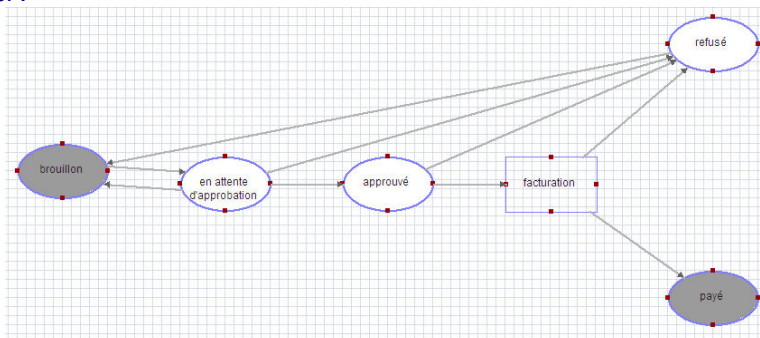 refusé
brouillon
en attente
d'approbation
approuvé
facturation
payé